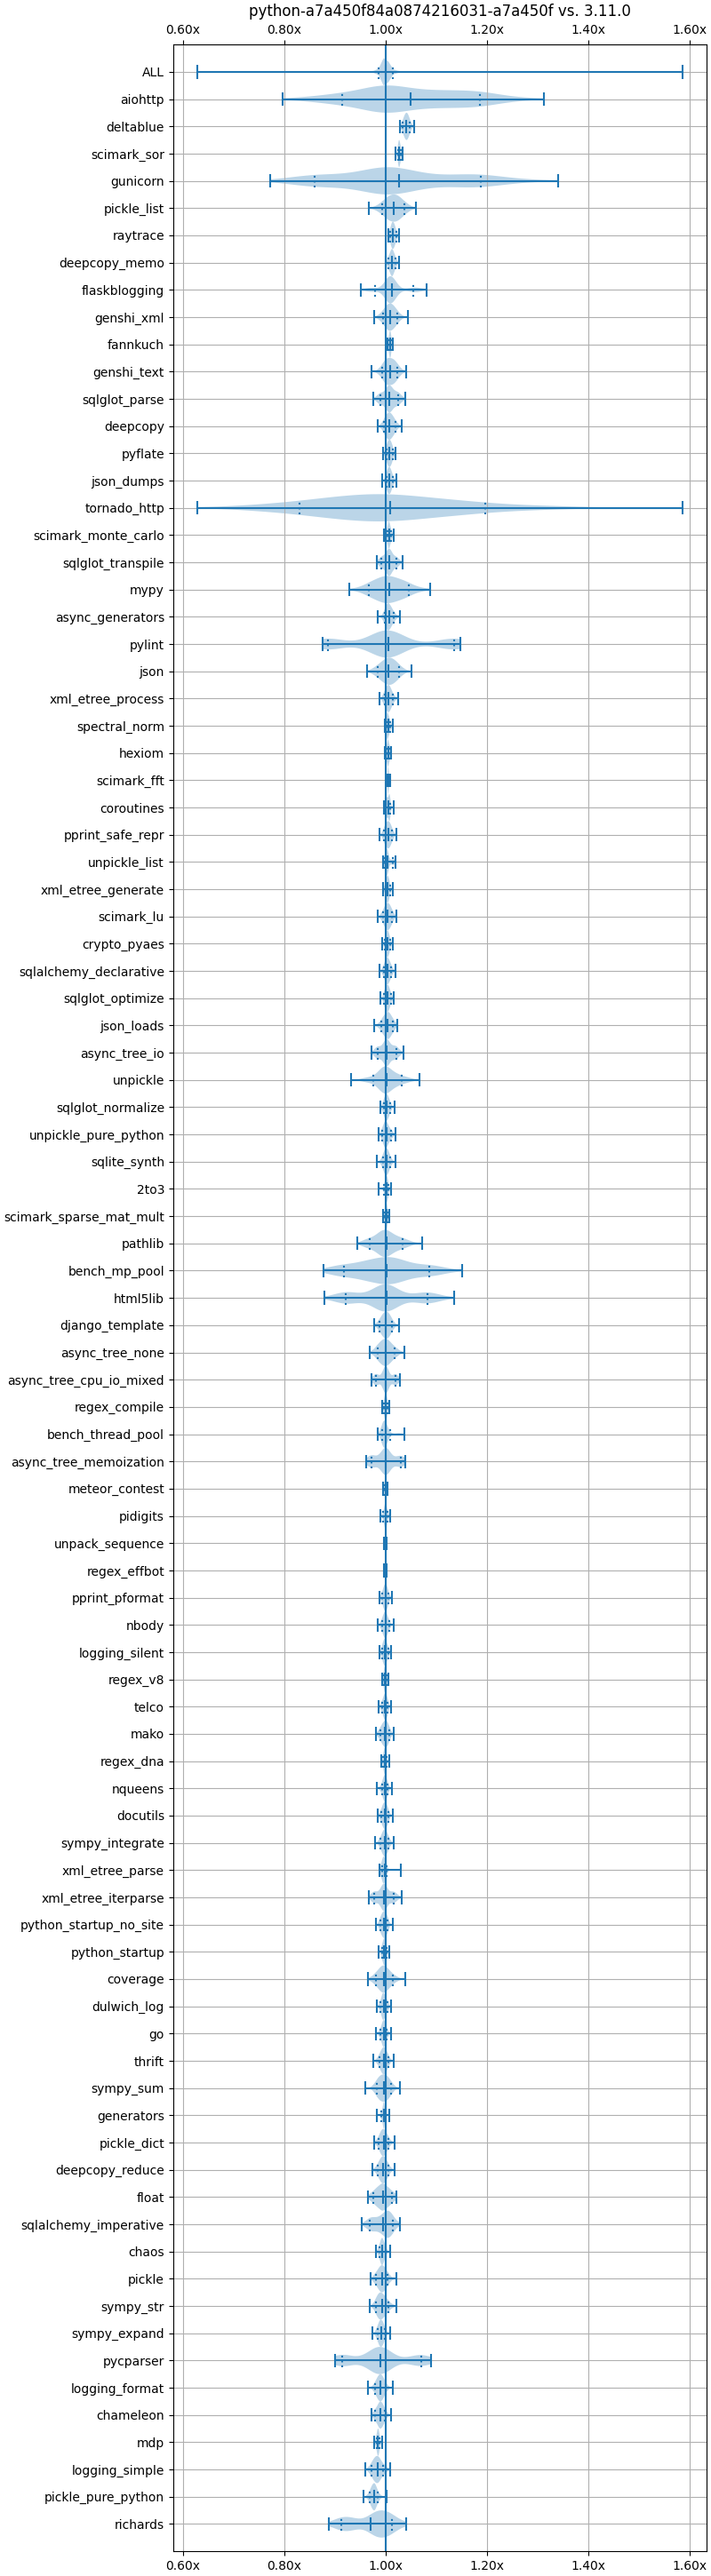 python-a7a450f84a0874216031-a7a450f vs. 3.11.0
0.60x 0.80x 1.00x 1.20x 1.40x 1.60x
ALL
aiohttp
deltablue
scimark_sor
gunicorn
pickle_list
raytrace
deepcopy_memo
flaskblogging
genshi_xml
fannkuch
genshi_text
sqlglot_parse
deepcopy
pyflate
json_dumps
tornado_http
scimark_monte_carlo
sqlglot_transpile
mypy
async_generators
pylint
json
xml_etree_process
spectral_norm
hexiom
scimark_fft
coroutines
pprint_safe_repr
unpickle_list
xml_etree_generate
scimark_lu
crypto_pyaes
sqlalchemy_declarative
sqlglot_optimize
json_loads
async_tree_io
unpickle
sqlglot_normalize
unpickle_pure_python
sqlite_synth
2to3
scimark_sparse_mat_mult
pathlib
bench_mp_pool
html5lib
django_template
async_tree_none
async_tree_cpu_io_mixed
regex_compile
bench_thread_pool
async_tree_memoization
meteor_contest
pidigits
unpack_sequence
regex_effbot
pprint_pformat
nbody
logging_silent
regex_v8
telco
mako
regex_dna
nqueens
docutils
sympy_integrate
xml_etree_parse
xml_etree_iterparse
python_startup_no_site
python_startup
coverage
dulwich_log
go
thrift
sympy_sum
generators
pickle_dict
deepcopy_reduce
float
sqlalchemy_imperative
chaos
pickle
sympy_str
sympy_expand
pycparser
logging_format
chameleon
mdp
logging_simple
pickle_pure_python
richards
0.60x 0.80x 1.00x 1.20x 1.40x 1.60x